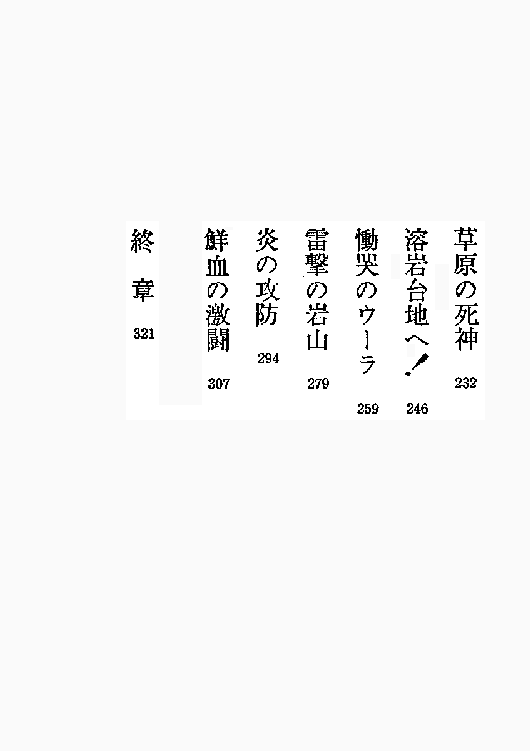 草原の死神 232
溶岩台地へ! 246
慟哭のウーラ 259
雷撃の岩山 279
炎の攻防 294
鮮血の激闘 307
終章 321